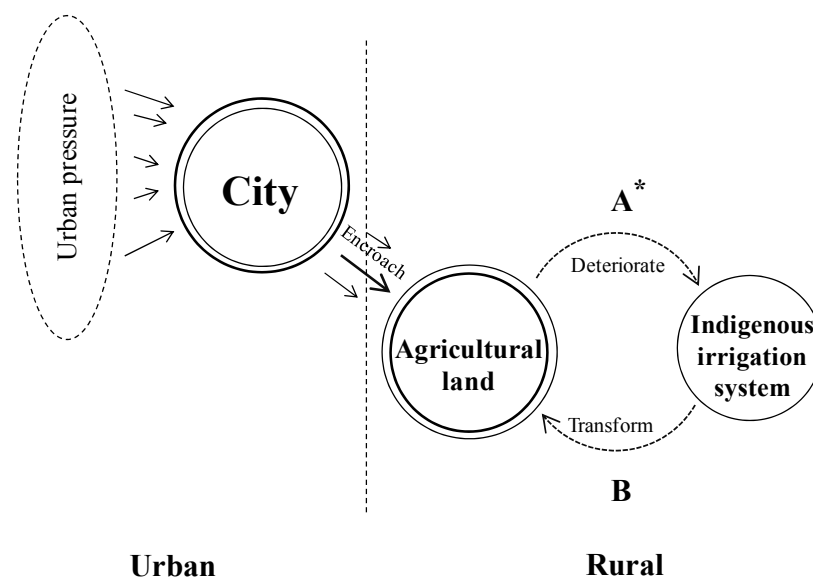 Urban pressure
City
Encroach
A*
Deteriorate
Agricultural
land
Indigenous
irrigation
system
Transform
B
Urban
Rural